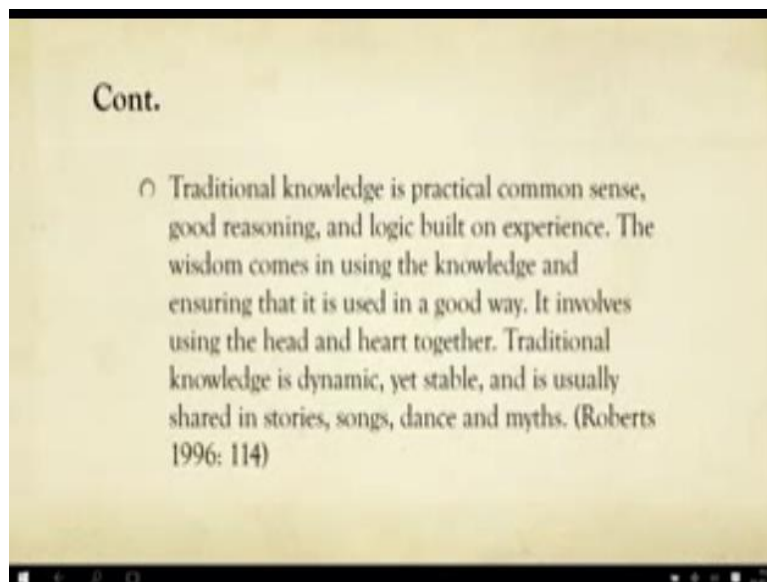 Cont.
Traditional knowledge is practical common sense,
good reasoning, and logic built on experience. The
wisdom comes in using the knowledge and
ensuring that it is used in a good way. It involves
using the head and heart together. Traditional
knowledge is dynamic, yet stable, and is usually
shared in stories, songs, dance and myths. (Roberts
1996: 114)